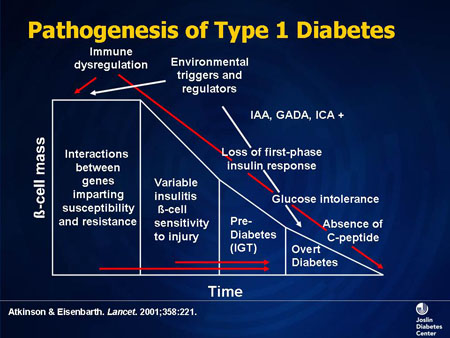 Pathogenesis of Type 1 Diabetes
Immune
dysregulation
Environmental
triggers and
regulators
IAA, GADA, ICA +
Loss of first-phase
insulin response
Glucose intolerance
Absence of
C-peptide
ß-cell mass
Interactions
between
genes
imparting
susceptibility
and resistance
Variable
insulitis
ß-cell
sensitivity
to injury
Pre-
Diabetes
(IGT)
Overt
Diabetes
Time
Atkinson & Eisenbarth. Lancet. 2001;358:221.
Joslin
Diabetes
Center